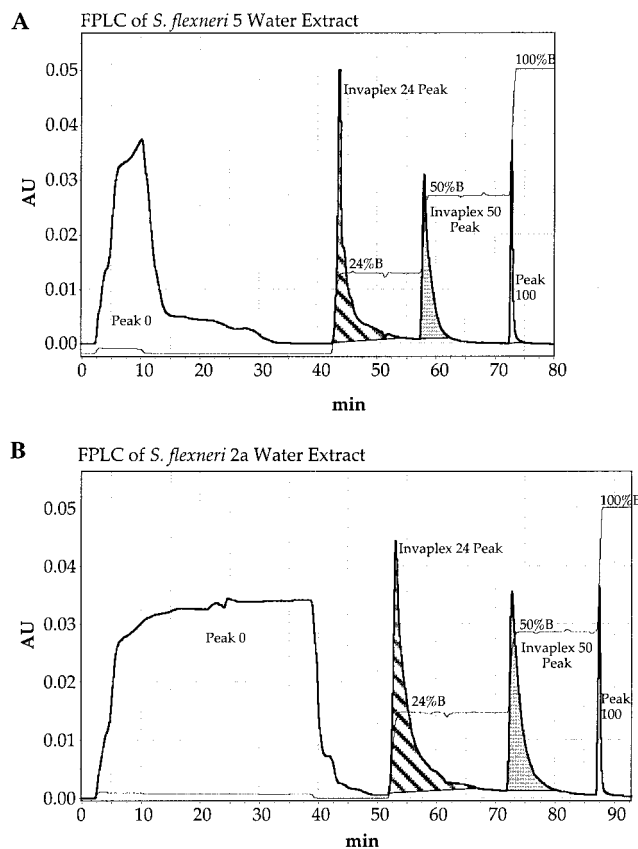 A
FPLC of S. flexneri 5 Water Extract
100%B
0.05
Invaplex 24 Peak
0.04
50%B
0.03
Invaplex 50
Peak
AU
0.02
24%B
Peak
100
0.01
Peak 0
0.00
0 10 20 30 40 50 60 70 80
min
B
FPLC of S. flexneri 2a Water Extract
100%B
0.05
Invaplex 24 Peak
0.04
50%B
0.03
Peak 0
Invaplex 50
Peak
AU
0.02
24%B
Peak
100
0.01
0.00
0 10 20 30 40 50 60 70 80 90
min